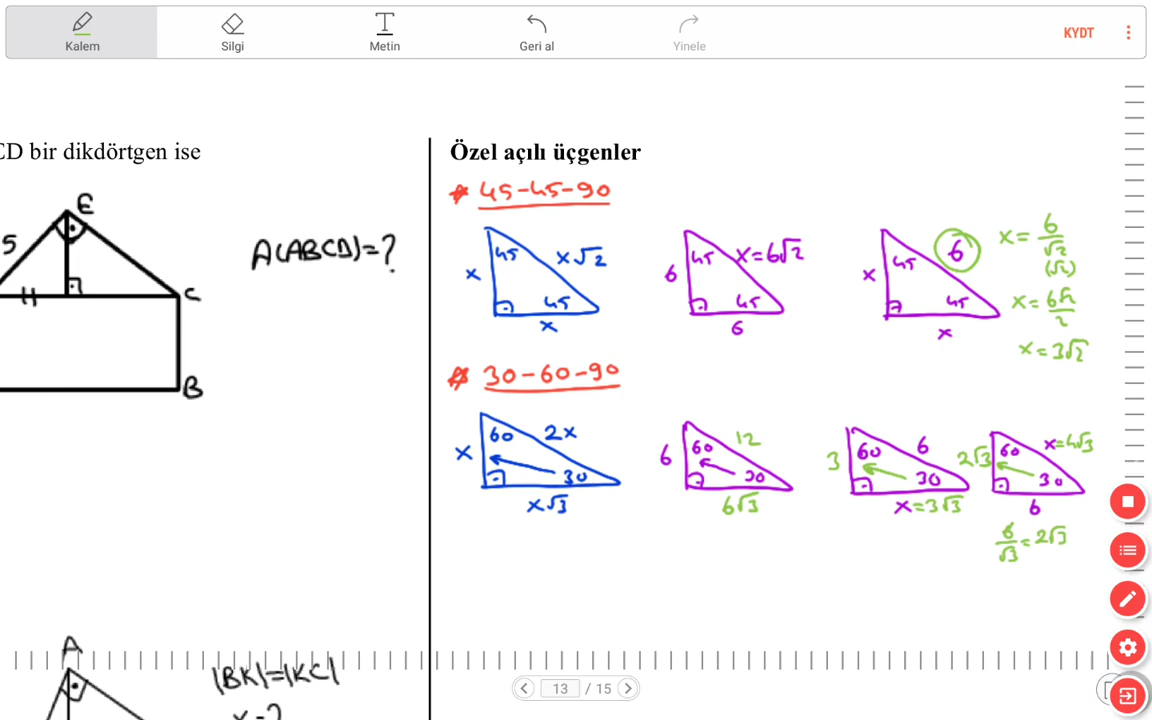 Kalem
Silgi
Metin
Geri al
Yinele
KYDT
CD bir dikdörtgen ise
E
5
C
B
A(ABCD)=?
A
|BK|=|KC|
x=?
Özel açılı üçgenler
* 45-45-90
45
x√2
x
45
x
45
x=6√2
6
45
6
45
6
x
45
x
x=6/√2
(√2)
x=6√2/2
x=3√2
* 30-60-90
60
2x
x
30
x√3
60
12
6
30
6√3
60
6
3
30
x=3√3
60
x=4√3
2√3
30
6
6/√3=2√3
13 / 15